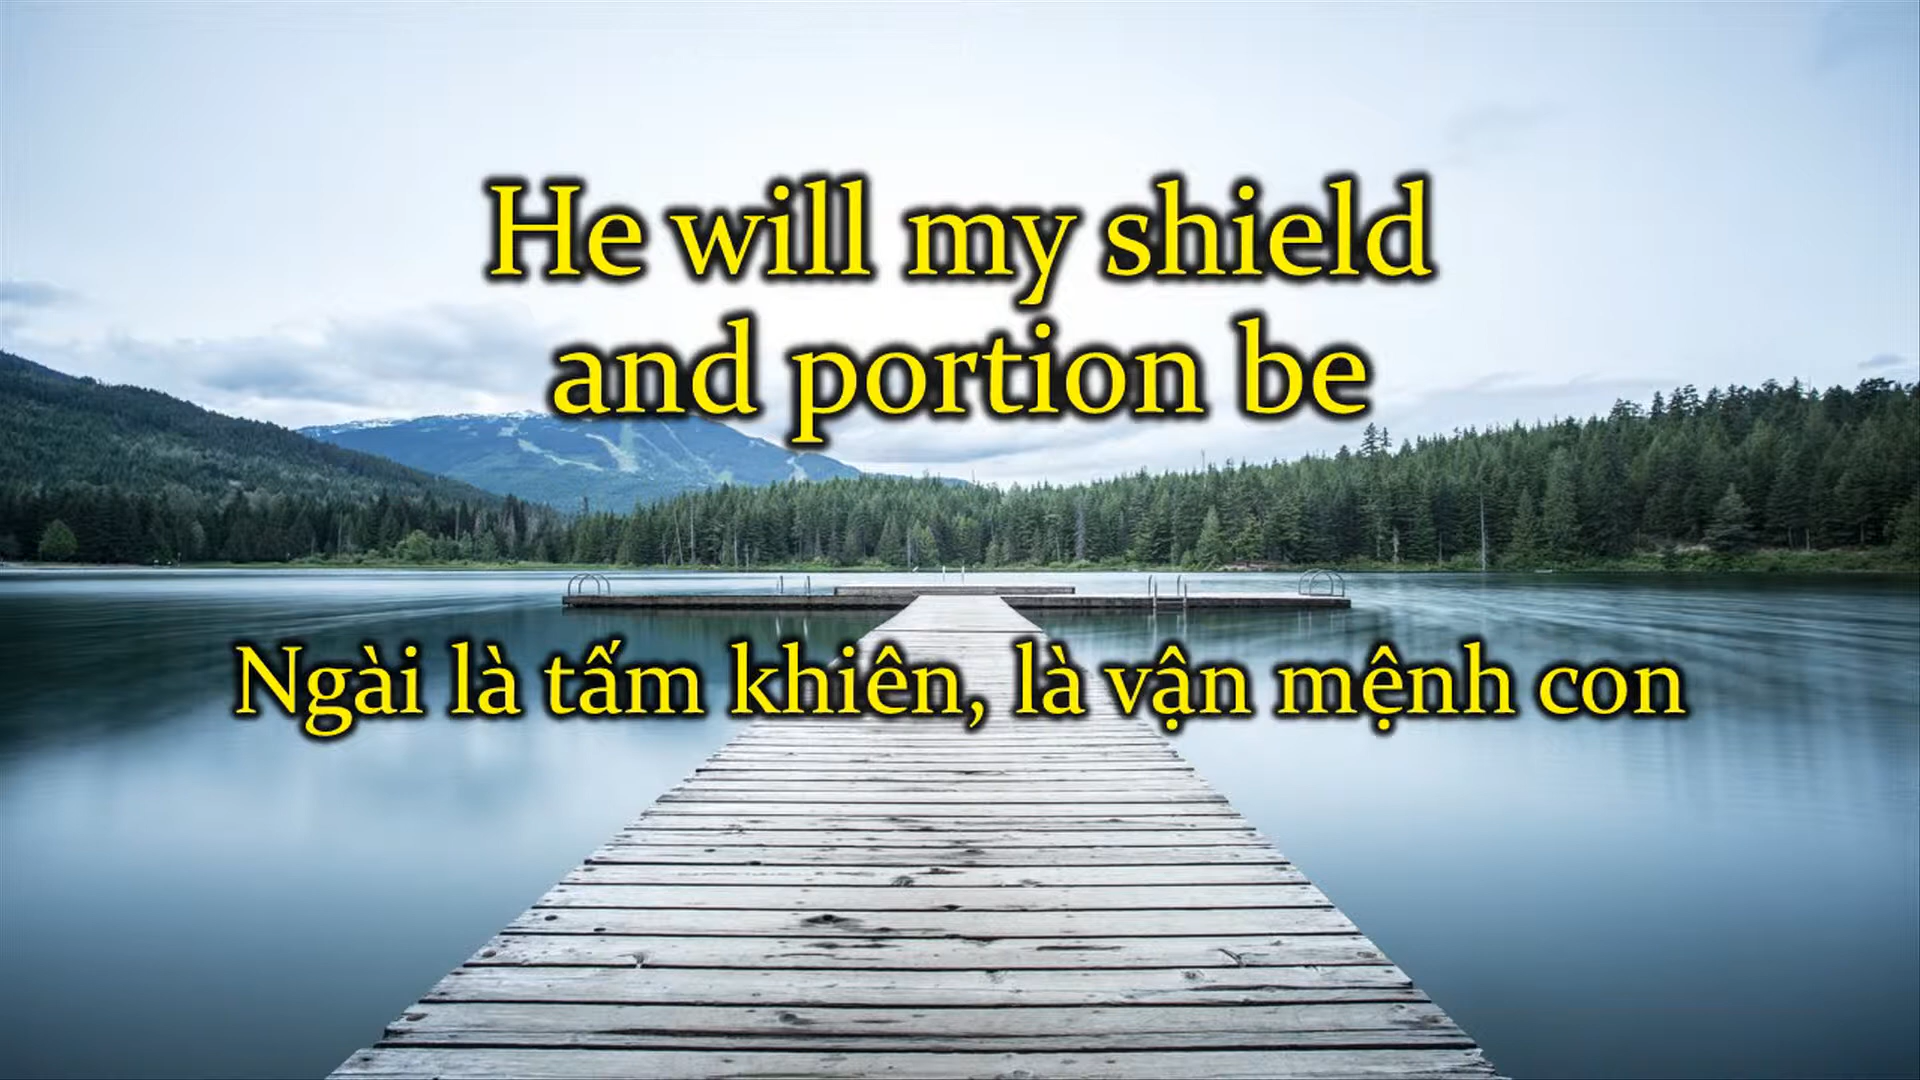 He will my shield
and portion be
Ngài là tấm khiên, là vận mệnh con